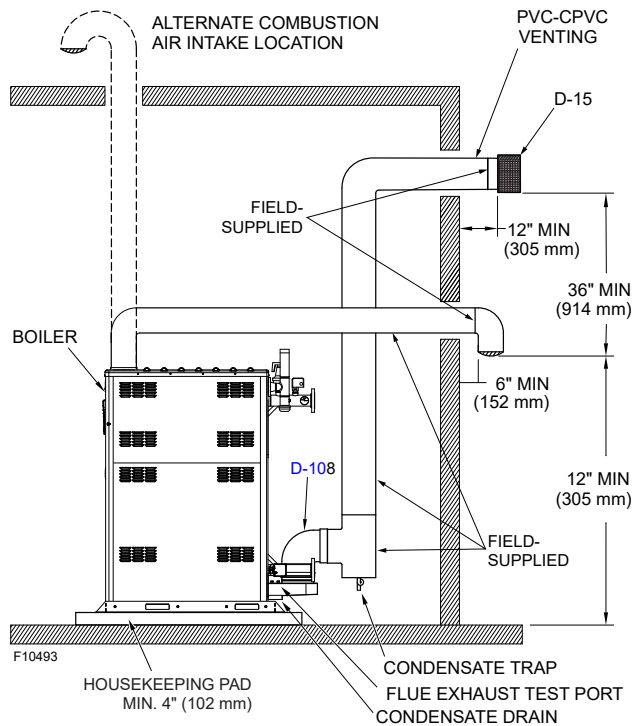 ALTERNATE COMBUSTION
AIR INTAKE LOCATION
PVC-CPVC
VENTING
D-15
FIELD-
SUPPLIED
12" MIN
(305 mm)
36" MIN
(914 mm)
BOILER
6" MIN
(152 mm)
12" MIN
(305 mm)
D-108
FIELD-
SUPPLIED
F10493
CONDENSATE TRAP
HOUSEKEEPING PAD
MIN. 4" (102 mm)
FLUE EXHAUST TEST PORT
CONDENSATE DRAIN